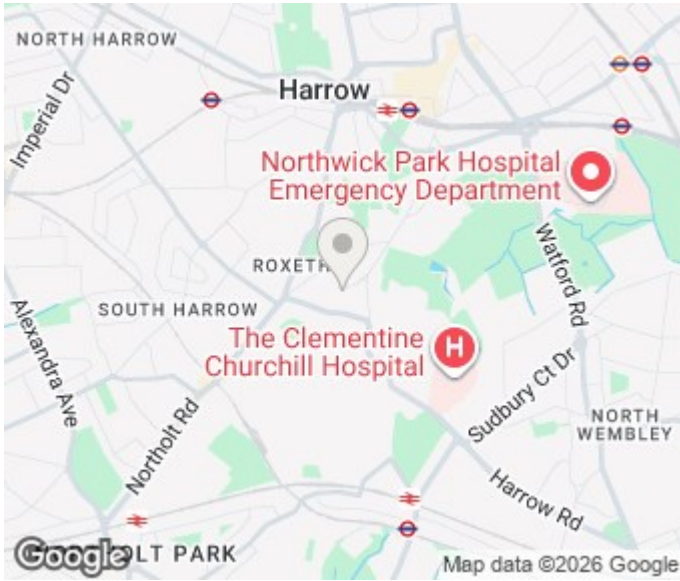 NORTH HARROW
Imperial Dr
Harrow
Northwick Park Hospital
Emergency Department
Watford Rd
SOUTH HARROW
Alexandra Ave
The Clementine
Churchill Hospital
H
Sudbury Ct Dr
Northolt Rd
NORTH
WEMBLEY
Harrow Rd
PARK
Google
Map data ©2026 Google